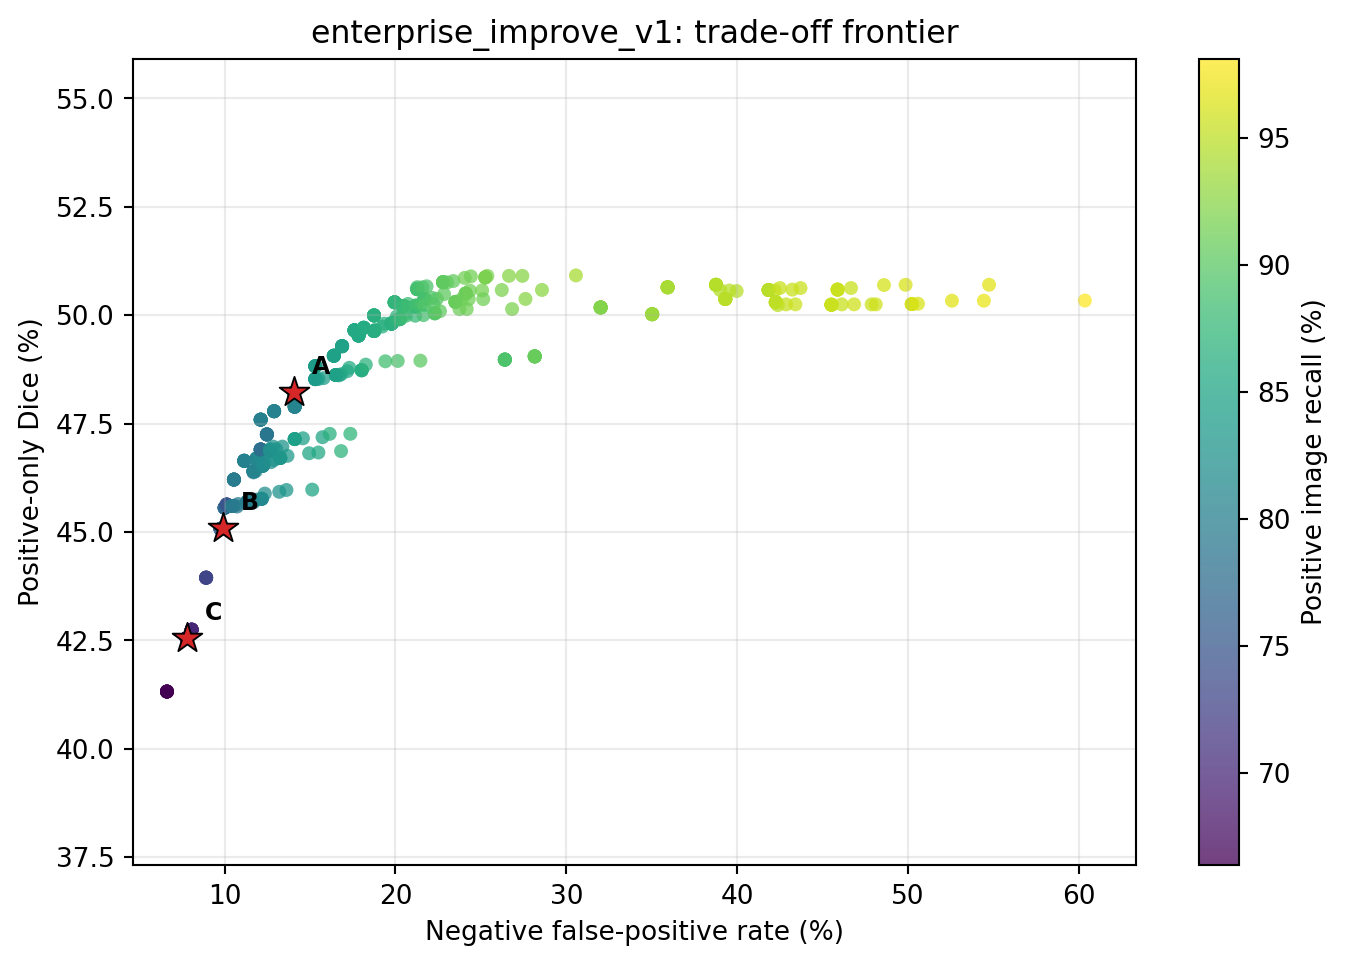 enterprise_improve_v1: trade-off frontier
55.0
52.5
50.0
47.5
45.0
42.5
40.0
37.5
Positive-only Dice (%)
A
B
C
10 20 30 40 50 60
Negative false-positive rate (%)
95
90
85
80
75
70
Positive image recall (%)